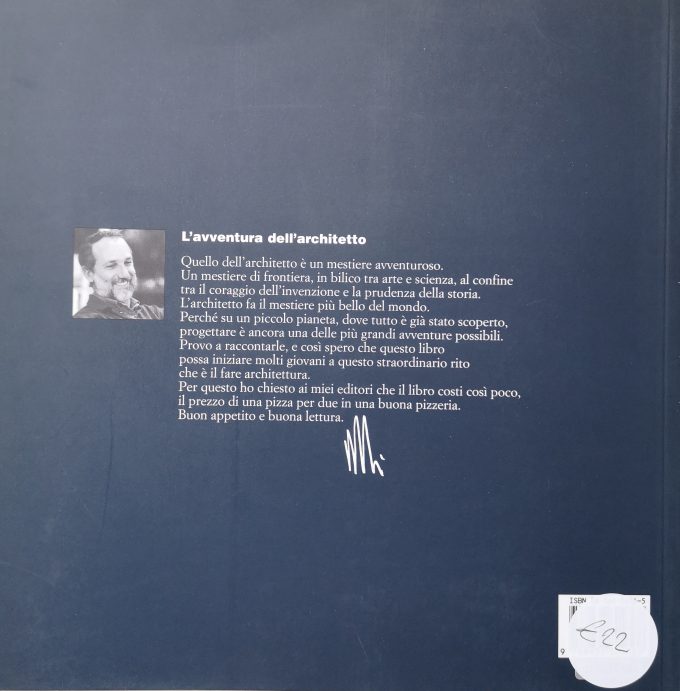 L'avventura dell'architetto
Quello dell'architetto è un mestiere avventuroso.
Un mestiere di frontiera, in bilico tra arte e scienza, al confine
tra il coraggio dell'invenzione e la prudenza della storia.
L'architetto fa il mestiere più bello del mondo.
Perché su un piccolo pianeta, dove tutto è già stato scoperto,
progettare è ancora una delle più grandi avventure possibili.
Provo a raccontarle, e così spero che questo libro
possa iniziare molti giovani a questo straordinario rito
che è il fare architettura.
Per questo ho chiesto ai miei editori che il libro costi così poco,
il prezzo di una pizza per due in una buona pizzeria.
Buon appetito e buona lettura.
ISBN
-5
€22
9